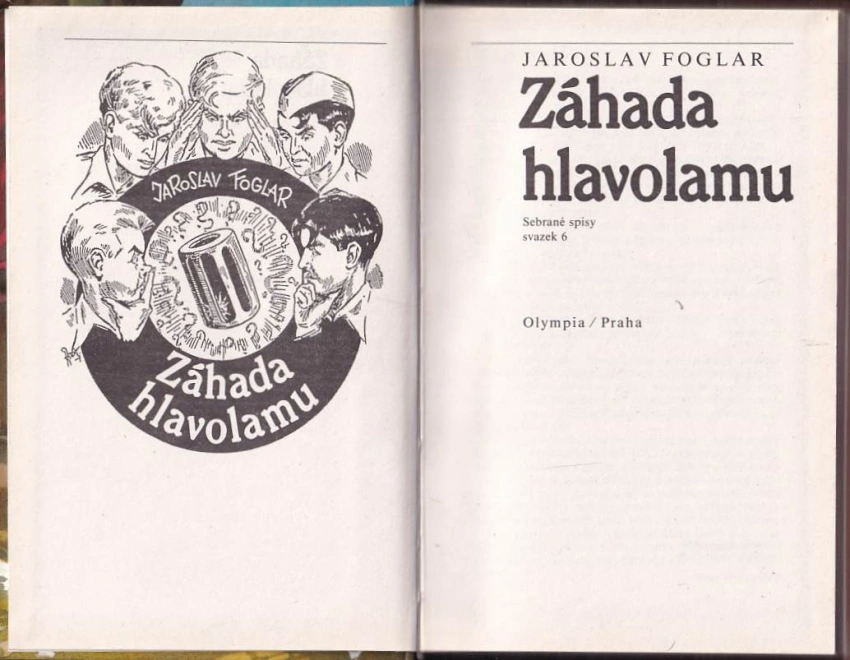 JAROSLAV FOGLAR
Záhada
hlavolamu
JAROSLAV FOGLAR
Záhada
hlavolamu
Sebrané spisy
svazek 6
Olympia / Praha